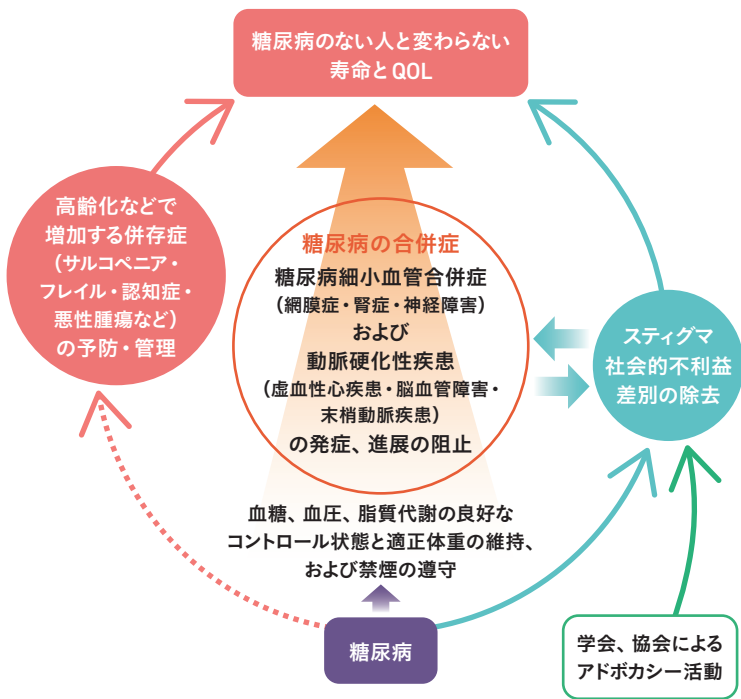 糖尿病のない人と変わらない
寿命とQOL
高齢化などで
増加する併存症
（サルコペニア・
フレイル・認知症・
悪性腫瘍など）
の予防・管理
糖尿病の合併症
糖尿病細小血管合併症
（網膜症・腎症・神経障害）
および
動脈硬化性疾患
（虚血性心疾患・脳血管障害・
末梢動脈疾患）
の発症、進展の阻止
スティグマ
社会的不利益
差別の除去
血糖、血圧、脂質代謝の良好な
コントロール状態と適正体重の維持、
および禁煙の遵守
糖尿病
学会、協会による
アドボカシー活動